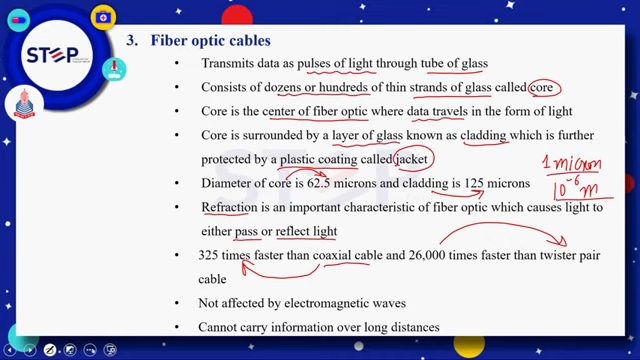 STEP
3. Fiber optic cables
• Transmits data as pulses of light through tube of glass
• Consists of dozens or hundreds of thin strands of glass called core
• Core is the center of fiber optic where data travels in the form of light
• Core is surrounded by a layer of glass known as cladding which is further
protected by a plastic coating called jacket
1 micron
• Diameter of core is 62.5 microns and cladding is 125 microns
10⁻⁶ m
• Refraction is an important characteristic of fiber optic which causes light to
either pass or reflect light
• 325 times faster than coaxial cable and 26,000 times faster than twister pair
cable
• Not affected by electromagnetic waves
• Cannot carry information over long distances